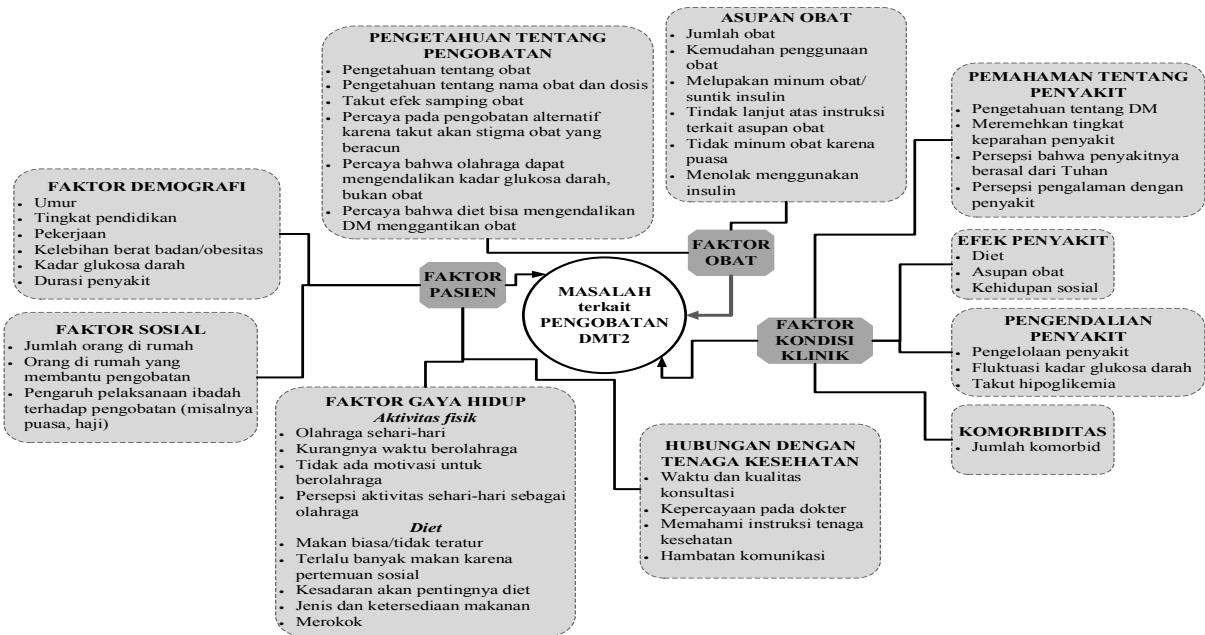 PENGETAHUAN TENTANG
PENGOBATAN
• Pengetahuan tentang obat
• Pengetahuan tentang nama obat dan dosis
• Takut efek samping obat
• Percaya pada pengobatan alternatif
karena takut akan stigma obat yang
beracun
• Percaya bahwa olahraga dapat
mengendalikan kadar glukosa darah,
bukan obat
• Percaya bahwa diet bisa mengendalikan
DM menggantikan obat
ASUPAN OBAT
• Jumlah obat
• Kemudahan penggunaan
obat
• Melupakan minum obat/
suntik insulin
• Tindak lanjut atas instruksi
terkait asupan obat
• Tidak minum obat karena
puasa
• Menolak menggunakan
insulin
PEMAHAMAN TENTANG
PENYAKIT
• Pengetahuan tentang DM
• Meremehkan tingkat
keparahan penyakit
• Persepsi bahwa penyakitnya
berasal dari Tuhan
• Persepsi pengalaman dengan
penyakit
FAKTOR DEMOGRAFI
• Umur
• Tingkat pendidikan
• Pekerjaan
• Kelebihan berat badan/obesitas
• Kadar glukosa darah
• Durasi penyakit
FAKTOR
PASIEN
FAKTOR
OBAT
MASALAH
terkait
PENGOBATAN
DMT2
FAKTOR
KONDISI
KLINIK
EFEK PENYAKIT
• Diet
• Asupan obat
• Kehidupan sosial
FAKTOR SOSIAL
• Jumlah orang di rumah
• Orang di rumah yang
membantu pengobatan
• Pengaruh pelaksanaan ibadah
terhadap pengobatan (misalnya
puasa, haji)
PENGENDALIAN
PENYAKIT
• Pengelolaan penyakit
• Fluktuasi kadar glukosa darah
• Takut hipoglikemia
FAKTOR GAYA HIDUP
Aktivitas fisik
• Olahraga sehari-hari
• Kurangnya waktu berolahraga
• Tidak ada motivasi untuk
berolahraga
• Persepsi aktivitas sehari-hari sebagai
olahraga
Diet
• Makan biasa/tidak teratur
• Terlalu banyak makan karena
pertemuan sosial
• Kesadaran akan pentingnya diet
• Jenis dan ketersediaan makanan
• Merokok
HUBUNGAN DENGAN
TENAGA KESEHATAN
• Waktu dan kualitas
konsultasi
• Kepercayaan pada dokter
• Memahami instruksi tenaga
kesehatan
• Hambatan komunikasi
KOMORBIDITAS
• Jumlah komorbid